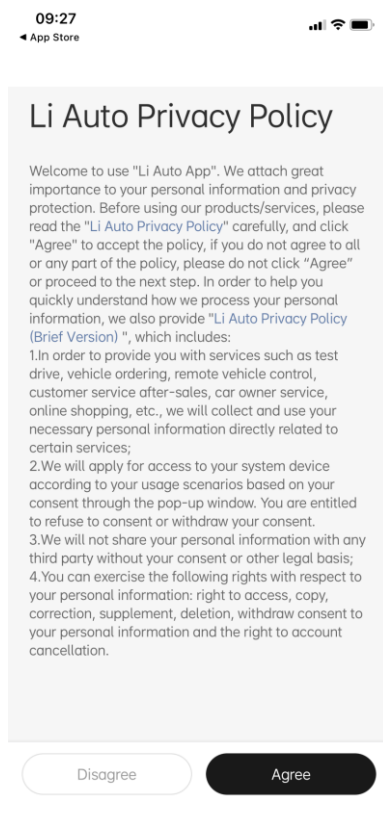 09:27
◀ App Store
Li Auto Privacy Policy
Welcome to use "Li Auto App". We attach great
importance to your personal information and privacy
protection. Before using our products/services, please
read the "Li Auto Privacy Policy" carefully, and click
"Agree" to accept the policy, if you do not agree to all
or any part of the policy, please do not click “Agree”
or proceed to the next step. In order to help you
quickly understand how we process your personal
information, we also provide "Li Auto Privacy Policy
(Brief Version) ", which includes:
1.In order to provide you with services such as test
drive, vehicle ordering, remote vehicle control,
customer service after-sales, car owner service,
online shopping, etc., we will collect and use your
necessary personal information directly related to
certain services;
2.We will apply for access to your system device
according to your usage scenarios based on your
consent through the pop-up window. You are entitled
to refuse to consent or withdraw your consent.
3.We will not share your personal information with any
third party without your consent or other legal basis;
4.You can exercise the following rights with respect to
your personal information: right to access, copy,
correction, supplement, deletion, withdraw consent to
your personal information and the right to account
cancellation.
Disagree
Agree